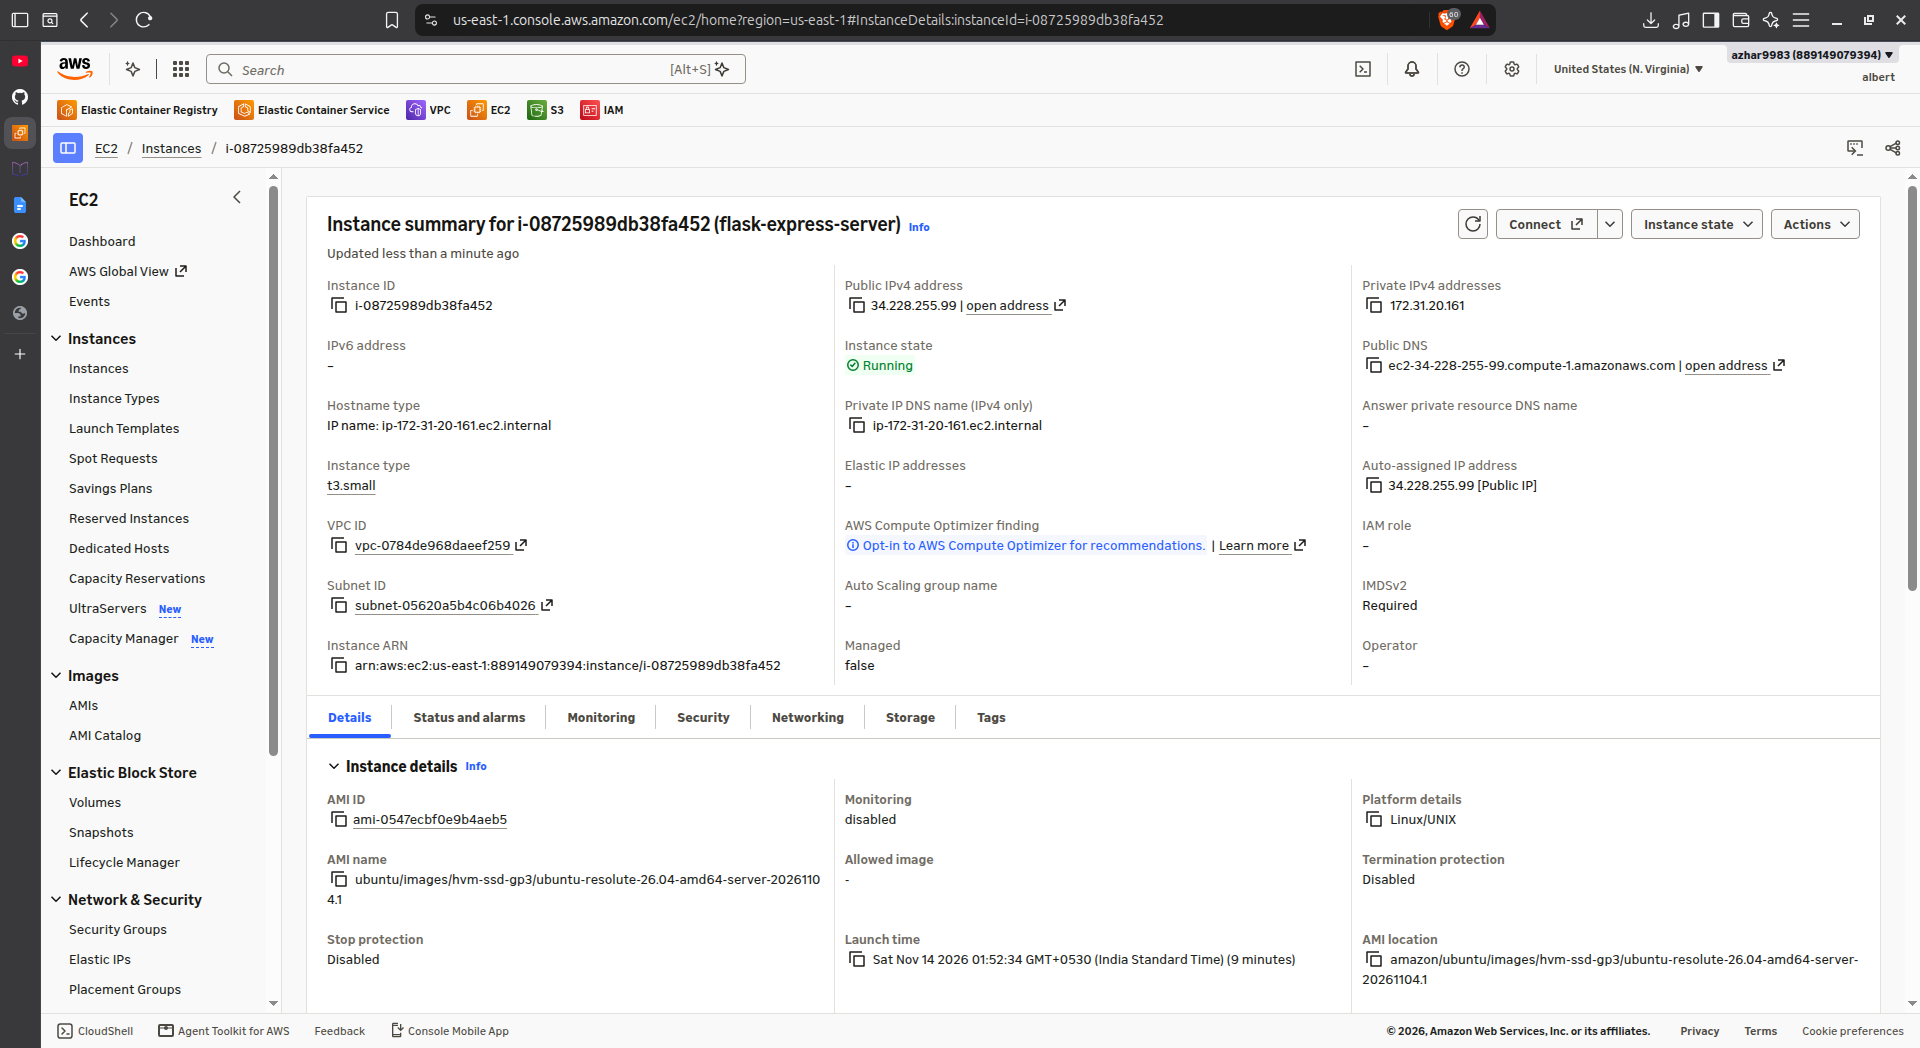 us-east-1.console.aws.amazon.com/ec2/home?region=us-east-1#InstanceDetails:instanceId=i-08725989db38fa452
60
aws
Search
[Alt+S]
United States (N. Virginia)
azhar9983 (889149079394)
albert
Elastic Container Registry
Elastic Container Service
VPC
EC2
S3
IAM
EC2 / Instances / i-08725989db38fa452
EC2
Dashboard
AWS Global View
Events
Instances
Instances
Instance Types
Launch Templates
Spot Requests
Savings Plans
Reserved Instances
Dedicated Hosts
Capacity Reservations
UltraServers New
Capacity Manager New
Images
AMIs
AMI Catalog
Elastic Block Store
Volumes
Snapshots
Lifecycle Manager
Network & Security
Security Groups
Elastic IPs
Placement Groups
Instance summary for i-08725989db38fa452 (flask-express-server) Info
Updated less than a minute ago
Connect
Instance state
Actions
Instance ID
i-08725989db38fa452
Public IPv4 address
34.228.255.99 | open address
Private IPv4 addresses
172.31.20.161
IPv6 address
–
Instance state
Running
Public DNS
ec2-34-228-255-99.compute-1.amazonaws.com | open address
Hostname type
IP name: ip-172-31-20-161.ec2.internal
Private IP DNS name (IPv4 only)
ip-172-31-20-161.ec2.internal
Answer private resource DNS name
–
Instance type
t3.small
Elastic IP addresses
–
Auto-assigned IP address
34.228.255.99 [Public IP]
VPC ID
vpc-0784de968daeef259
AWS Compute Optimizer finding
Opt-in to AWS Compute Optimizer for recommendations. | Learn more
IAM role
–
Subnet ID
subnet-05620a5b4c06b4026
Auto Scaling group name
–
IMDSv2
Required
Instance ARN
arn:aws:ec2:us-east-1:889149079394:instance/i-08725989db38fa452
Managed
false
Operator
–
Details
Status and alarms
Monitoring
Security
Networking
Storage
Tags
Instance details Info
AMI ID
ami-0547ecbf0e9b4aeb5
Monitoring
disabled
Platform details
Linux/UNIX
AMI name
ubuntu/images/hvm-ssd-gp3/ubuntu-resolute-26.04-amd64-server-2026110
4.1
Allowed image
-
Termination protection
Disabled
Stop protection
Disabled
Launch time
Sat Nov 14 2026 01:52:34 GMT+0530 (India Standard Time) (9 minutes)
AMI location
amazon/ubuntu/images/hvm-ssd-gp3/ubuntu-resolute-26.04-amd64-server-
20261104.1
CloudShell
Agent Toolkit for AWS
Feedback
Console Mobile App
© 2026, Amazon Web Services, Inc. or its affiliates.
Privacy
Terms
Cookie preferences